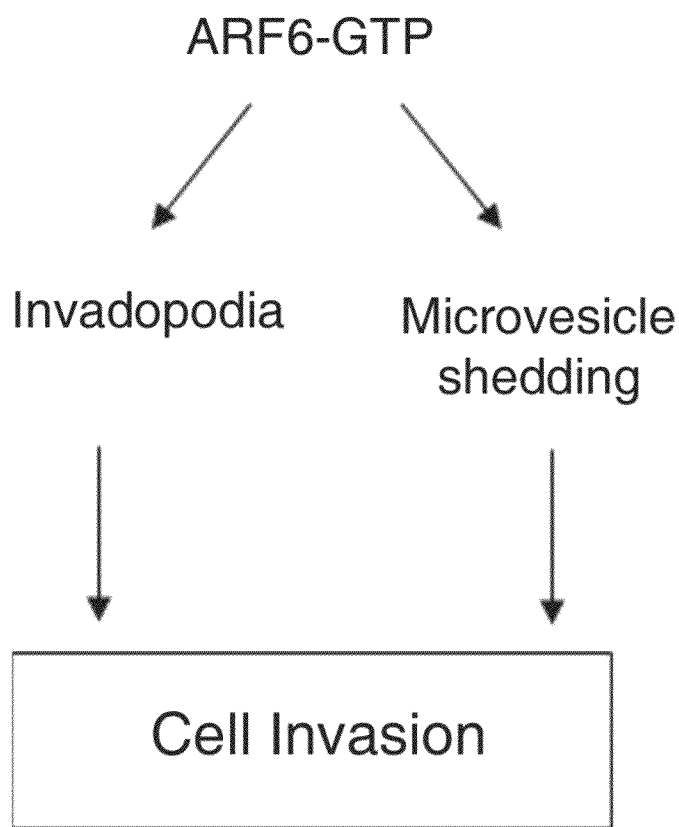 ARF6-GTP
Invadopodia
Microvesicle
shedding
Cell Invasion